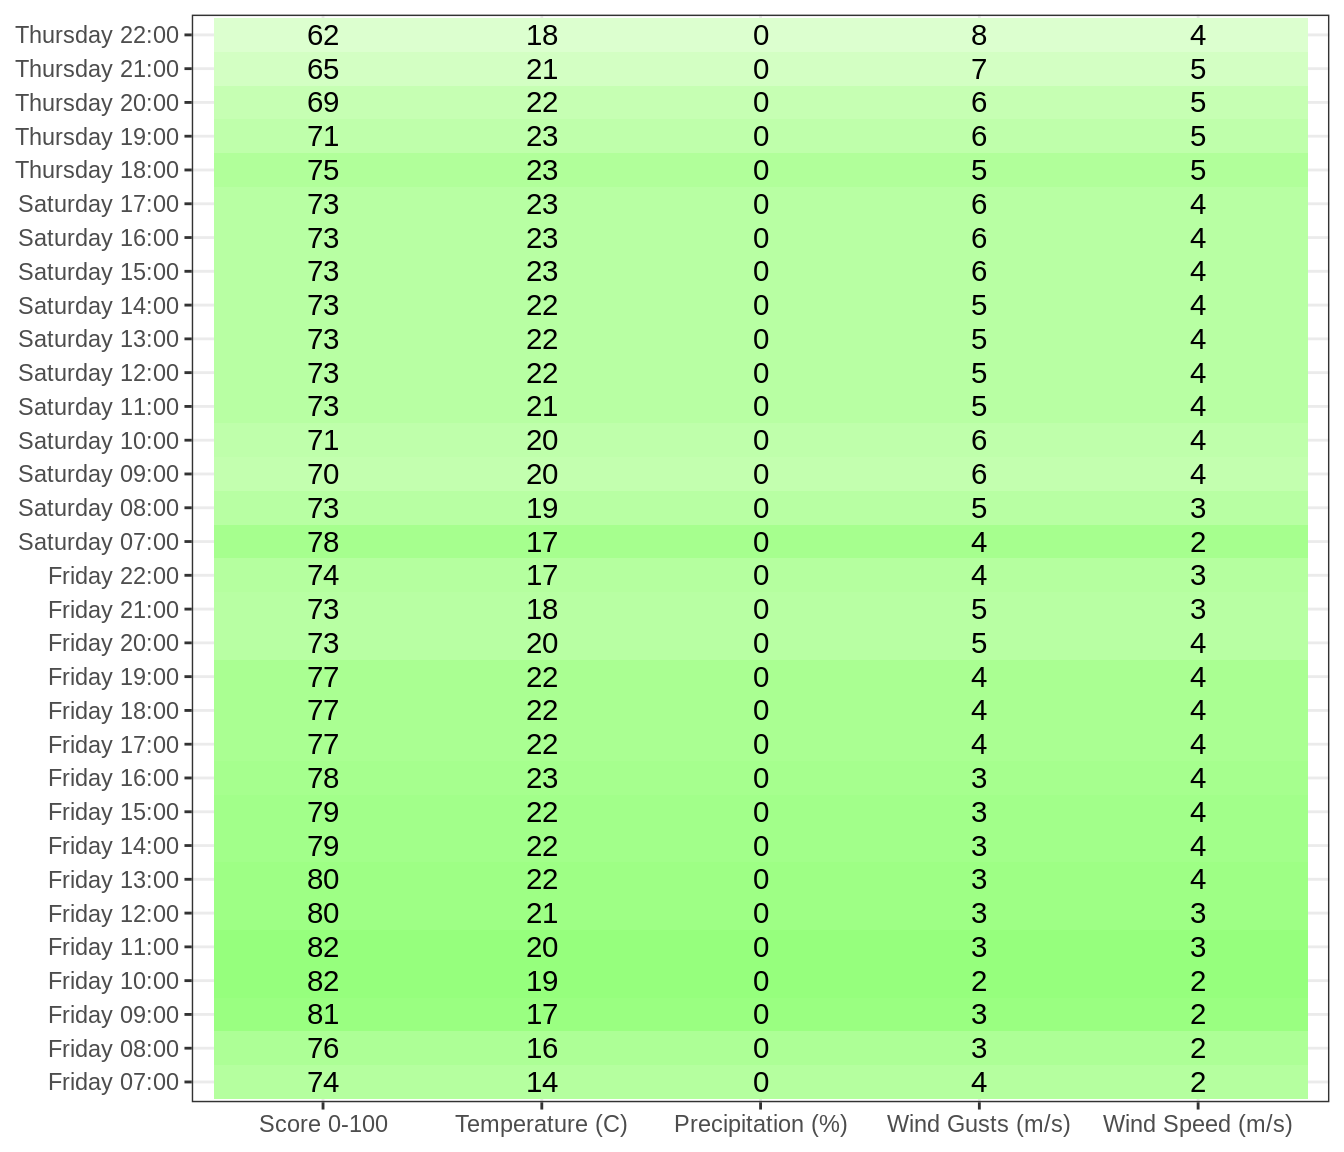 Thursday 22:00 62 18 0 8 4
Thursday 21:00 65 21 0 7 5
Thursday 20:00 69 22 0 6 5
Thursday 19:00 71 23 0 6 5
Thursday 18:00 75 23 0 5 5
Saturday 17:00 73 23 0 6 4
Saturday 16:00 73 23 0 6 4
Saturday 15:00 73 23 0 6 4
Saturday 14:00 73 22 0 5 4
Saturday 13:00 73 22 0 5 4
Saturday 12:00 73 22 0 5 4
Saturday 11:00 73 21 0 5 4
Saturday 10:00 71 20 0 6 4
Saturday 09:00 70 20 0 6 4
Saturday 08:00 73 19 0 5 3
Saturday 07:00 78 17 0 4 2
Friday 22:00 74 17 0 4 3
Friday 21:00 73 18 0 5 3
Friday 20:00 73 20 0 5 4
Friday 19:00 77 22 0 4 4
Friday 18:00 77 22 0 4 4
Friday 17:00 77 22 0 4 4
Friday 16:00 78 23 0 3 4
Friday 15:00 79 22 0 3 4
Friday 14:00 79 22 0 3 4
Friday 13:00 80 22 0 3 4
Friday 12:00 80 21 0 3 3
Friday 11:00 82 20 0 3 3
Friday 10:00 82 19 0 2 2
Friday 09:00 81 17 0 3 2
Friday 08:00 76 16 0 3 2
Friday 07:00 74 14 0 4 2
Score 0-100 Temperature (C) Precipitation (%) Wind Gusts (m/s) Wind Speed (m/s)